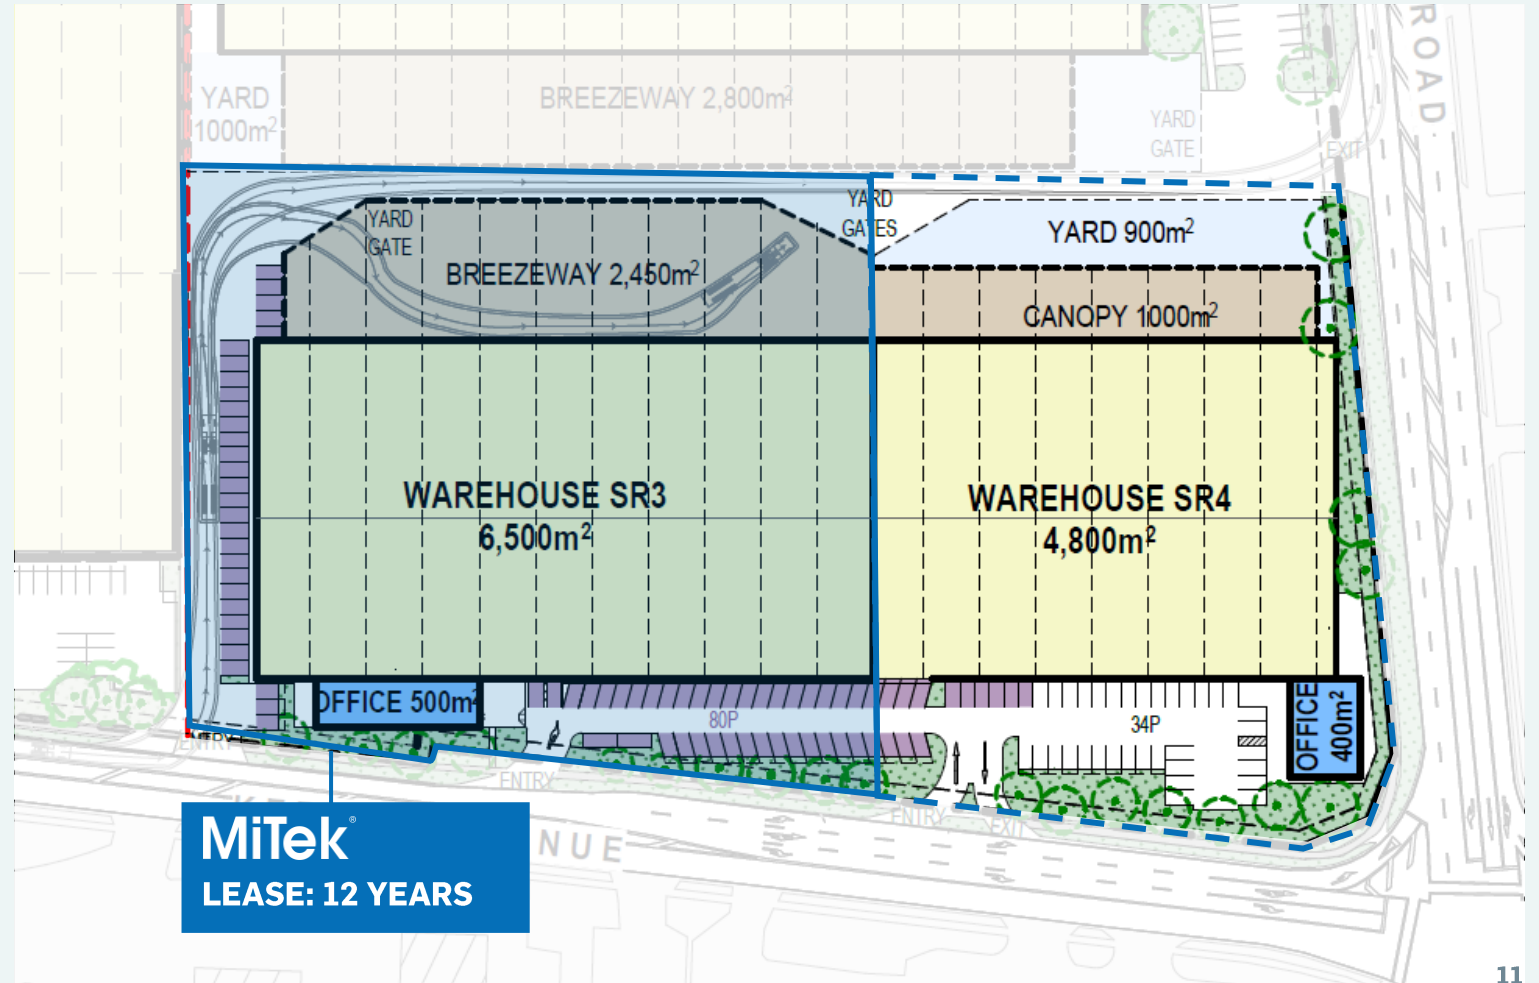 ROAD
YARD
1000m²
BREEZEWAY 2,800m²
YARD
GATE
EXIT
YARD
GATE
YARD
GATES
YARD 900m²
BREEZEWAY 2,450m²
CANOPY 1000m²
WAREHOUSE SR3
6,500m²
WAREHOUSE SR4
4,800m²
OFFICE 500m²
80P
34P
OFFICE
400m²
ENTRY
ENTRY
ENTRY
EXIT
NUE
MiTek®
LEASE: 12 YEARS
11